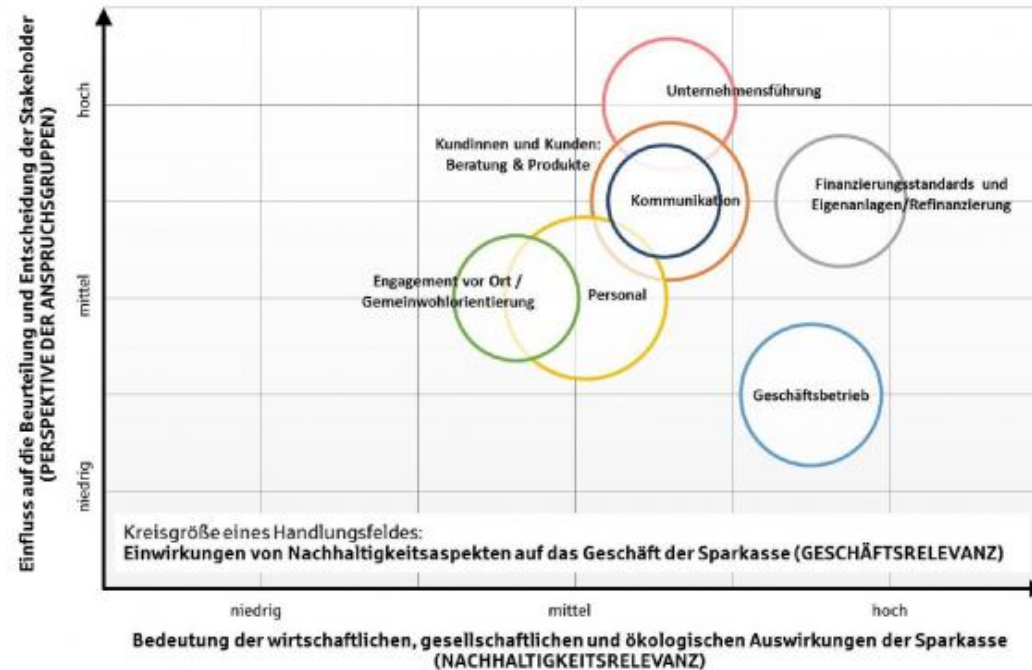 Einfluss auf die Beurteilung und Entscheidung der Stakeholder
(PERSPEKTIVE DER ANSPRUCHSGRUPPEN)
hoch
mittel
niedrig
Unternehmensführung
Kundinnen und Kunden:
Beratung & Produkte
Kommunikation
Finanzierungsstandards und
Eigenanlagen/Refinanzierung
Engagement vor Ort /
Gemeinwohlorientierung
Personal
Geschäftsbetrieb
Kreisgröße eines Handlungsfeldes:
Einwirkungen von Nachhaltigkeitsaspekten auf das Geschäft der Sparkasse (GESCHÄFTSRELEVANZ)
niedrig
mittel
hoch
Bedeutung der wirtschaftlichen, gesellschaftlichen und ökologischen Auswirkungen der Sparkasse
(NACHHALTIGKEITSRELEVANZ)